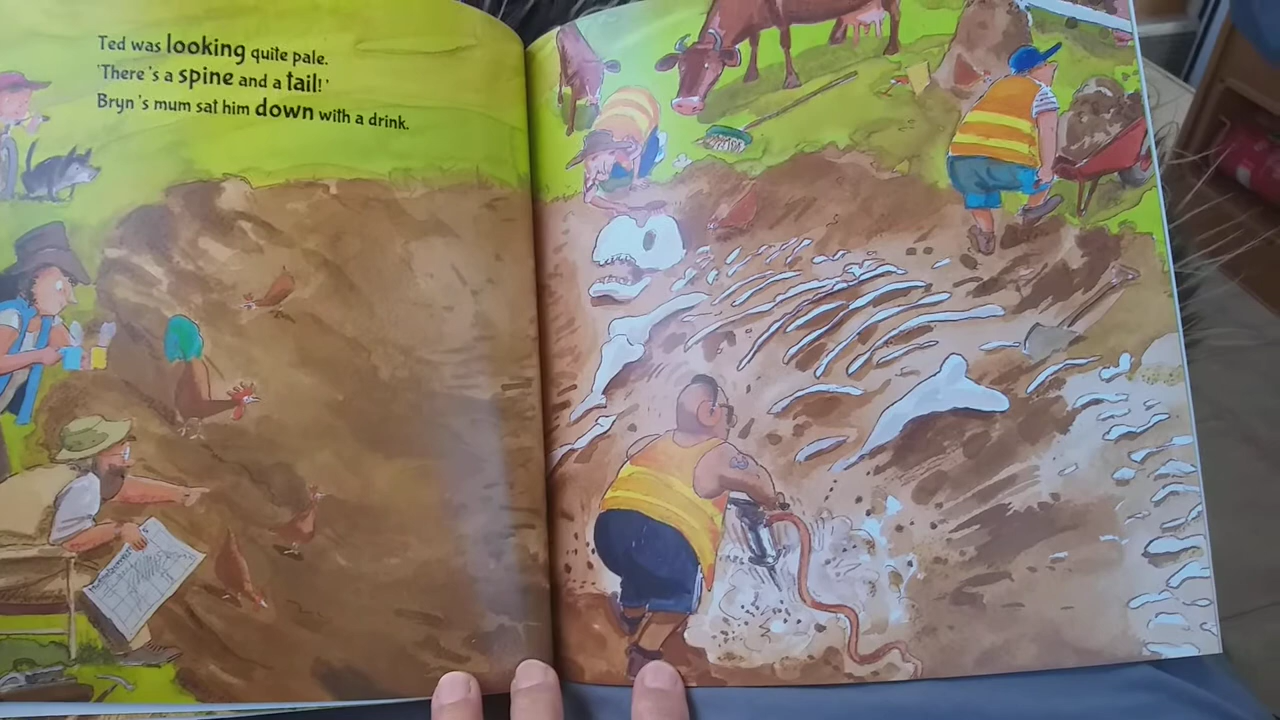 Ted was looking quite pale.
'There's a spine and a tail!'
Bryn's mum sat him down with a drink.